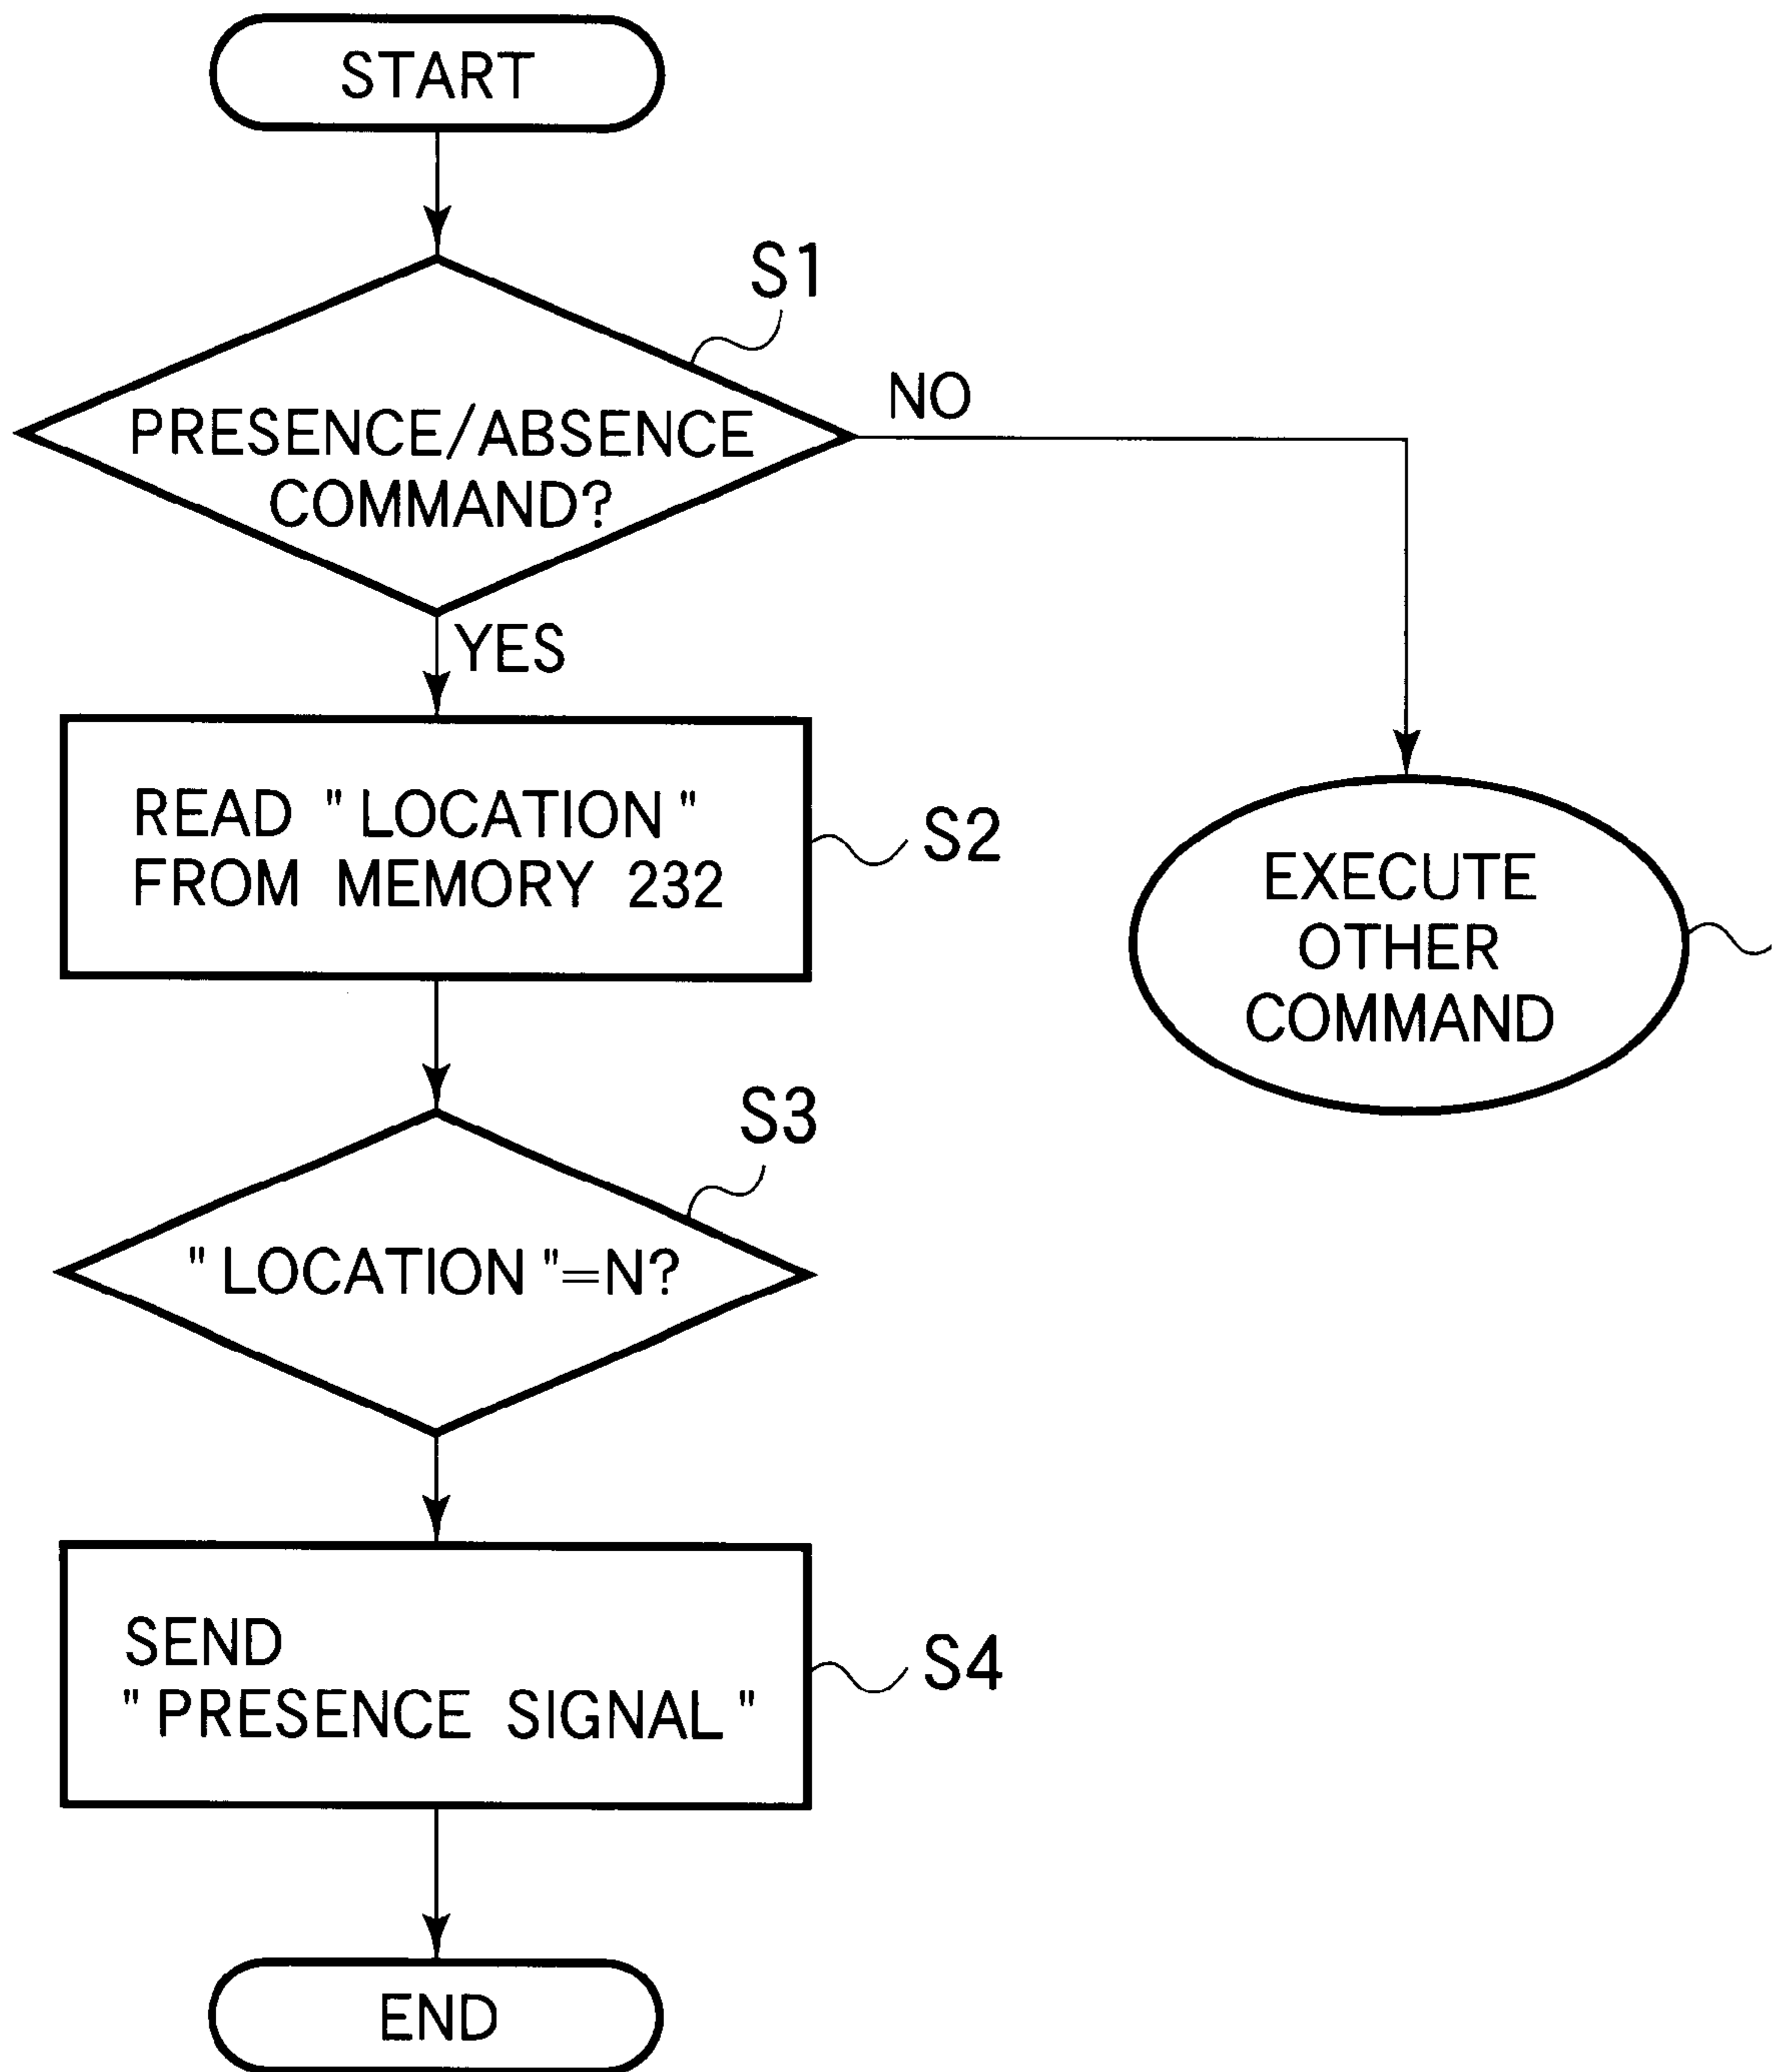 START
S1
PRESENCE/ABSENCE
COMMAND?
NO
YES
READ "LOCATION"
FROM MEMORY 232
S2
EXECUTE
OTHER
COMMAND
S3
"LOCATION"=N?
SEND
"PRESENCE SIGNAL"
S4
END